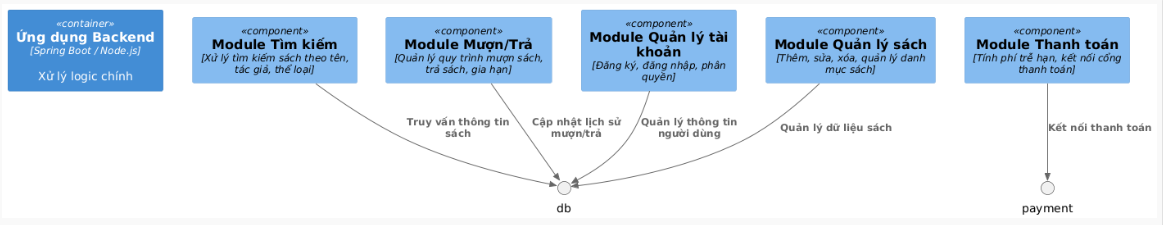 «container»
Ứng dụng Backend
[Spring Boot / Node.js]
Xử lý logic chính
«component»
Module Tìm kiếm
[Xử lý tìm kiếm sách theo tên,
tác giả, thể loại]
«component»
Module Mượn/Trả
[Quản lý quy trình mượn sách,
trả sách, gia hạn]
«component»
Module Quản lý tài
khoản
[Đăng ký, đăng nhập, phân
quyền]
«component»
Module Quản lý sách
[Thêm, sửa, xóa, quản lý danh
mục sách]
«component»
Module Thanh toán
[Tính phí trễ hạn, kết nối cổng
thanh toán]
Truy vấn thông tin
sách
Cập nhật lịch sử
mượn/trả
Quản lý thông tin
người dùng
Quản lý dữ liệu sách
Kết nối thanh toán
db
payment